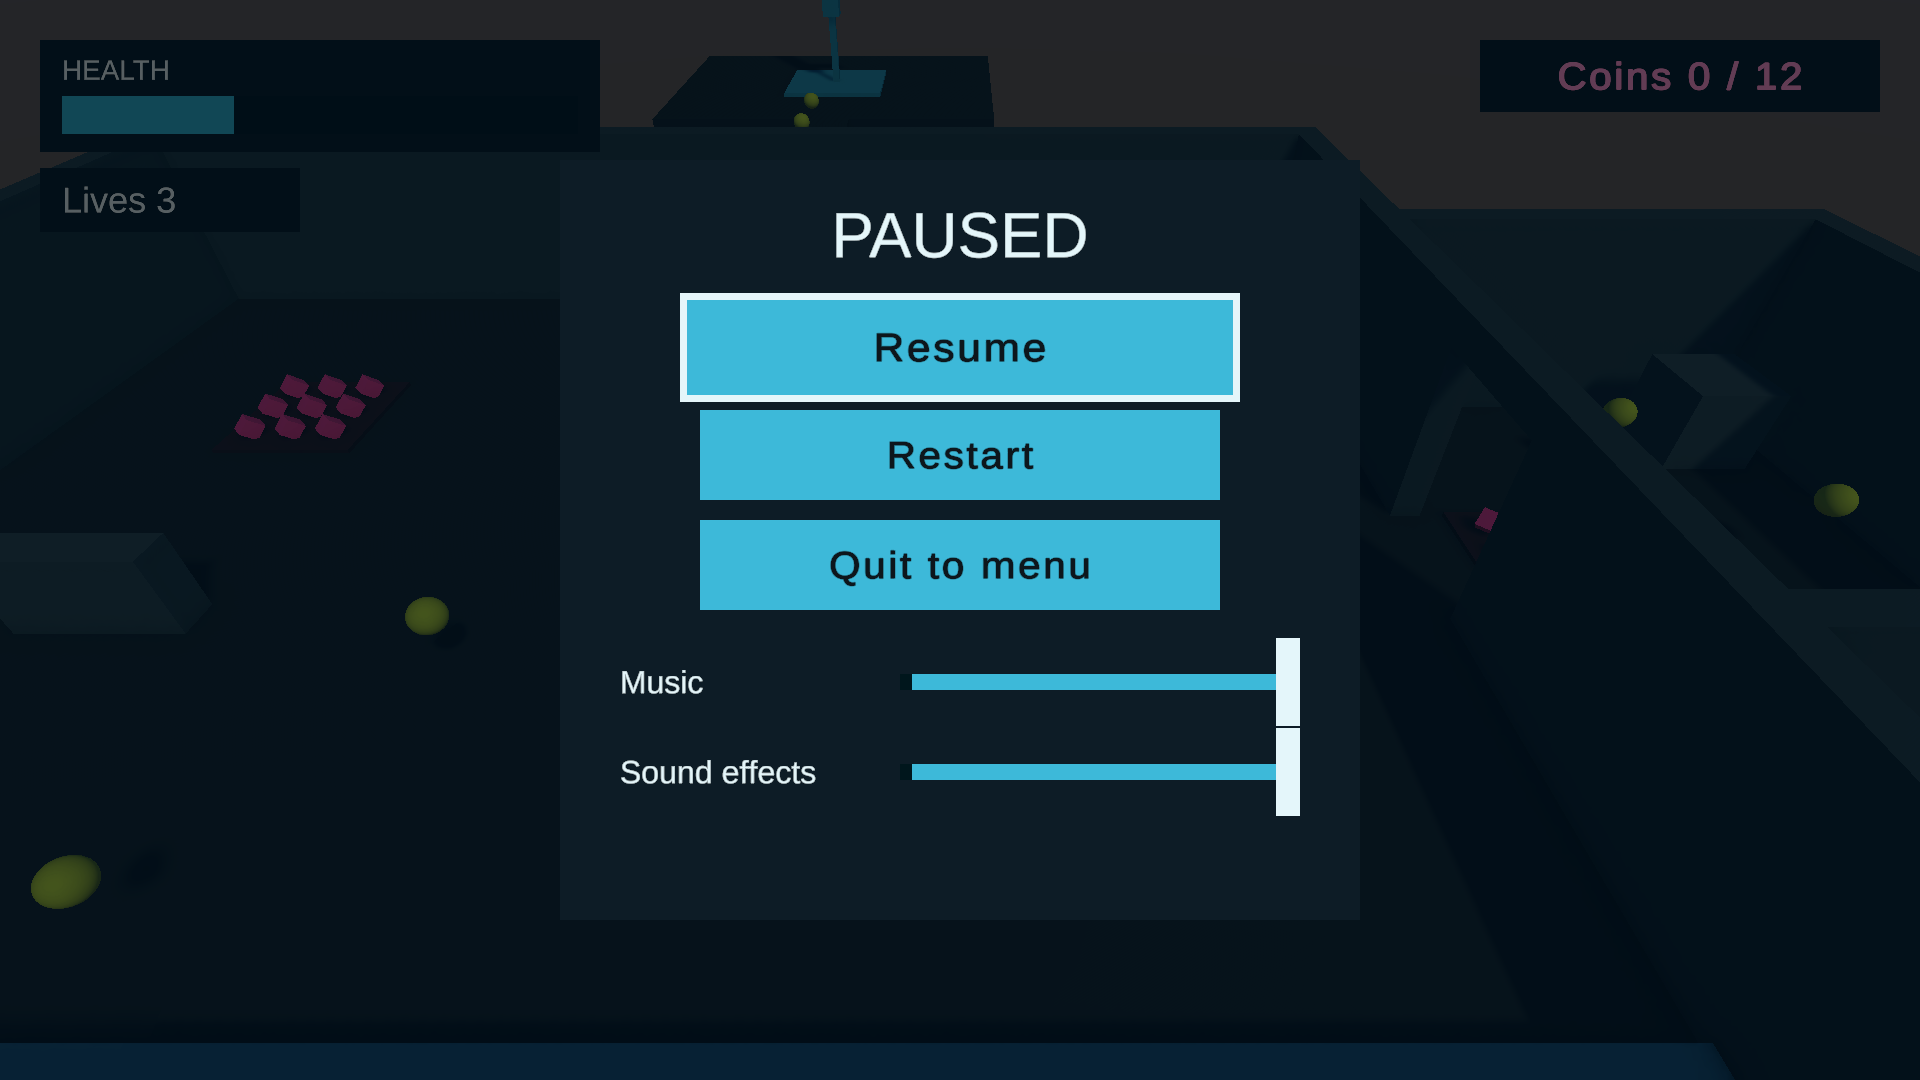 HEALTH
Coins 0 / 12
Lives 3
PAUSED
Resume
Restart
Quit to menu
Music
Sound effects